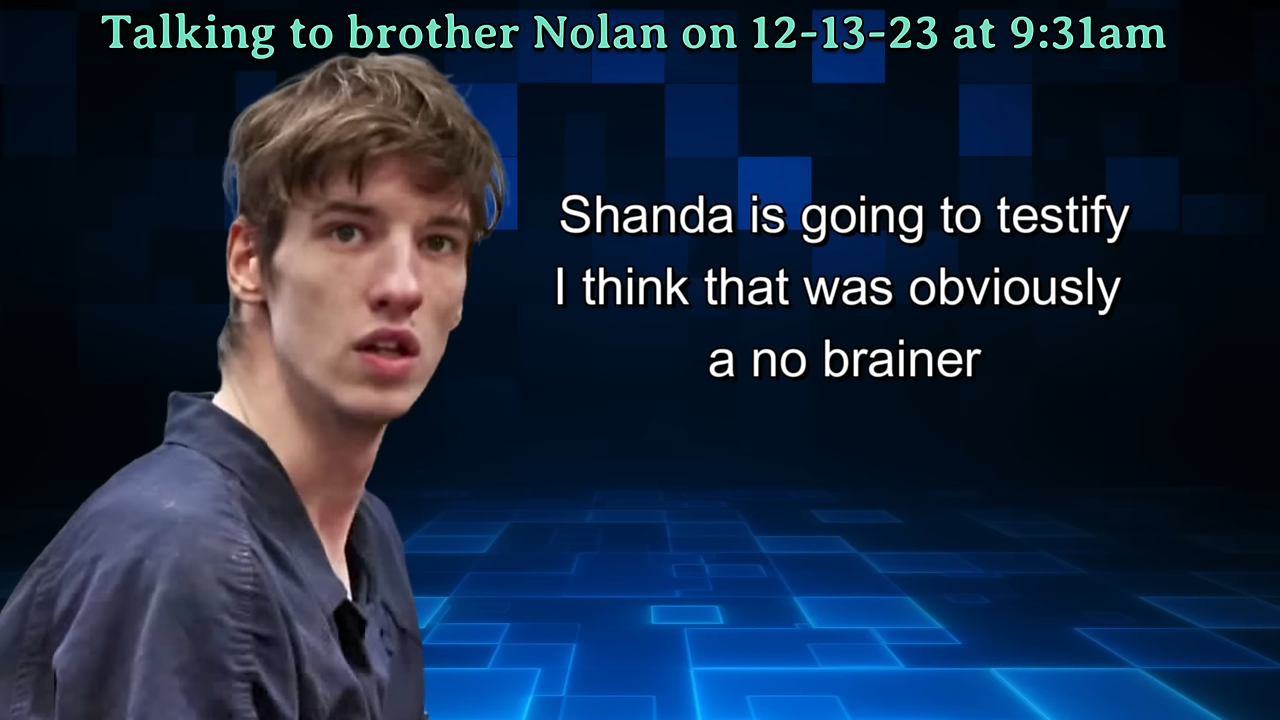 Talking to brother Nolan on 12-13-23 at 9:31am
Shanda is going to testify
I think that was obviously
a no brainer